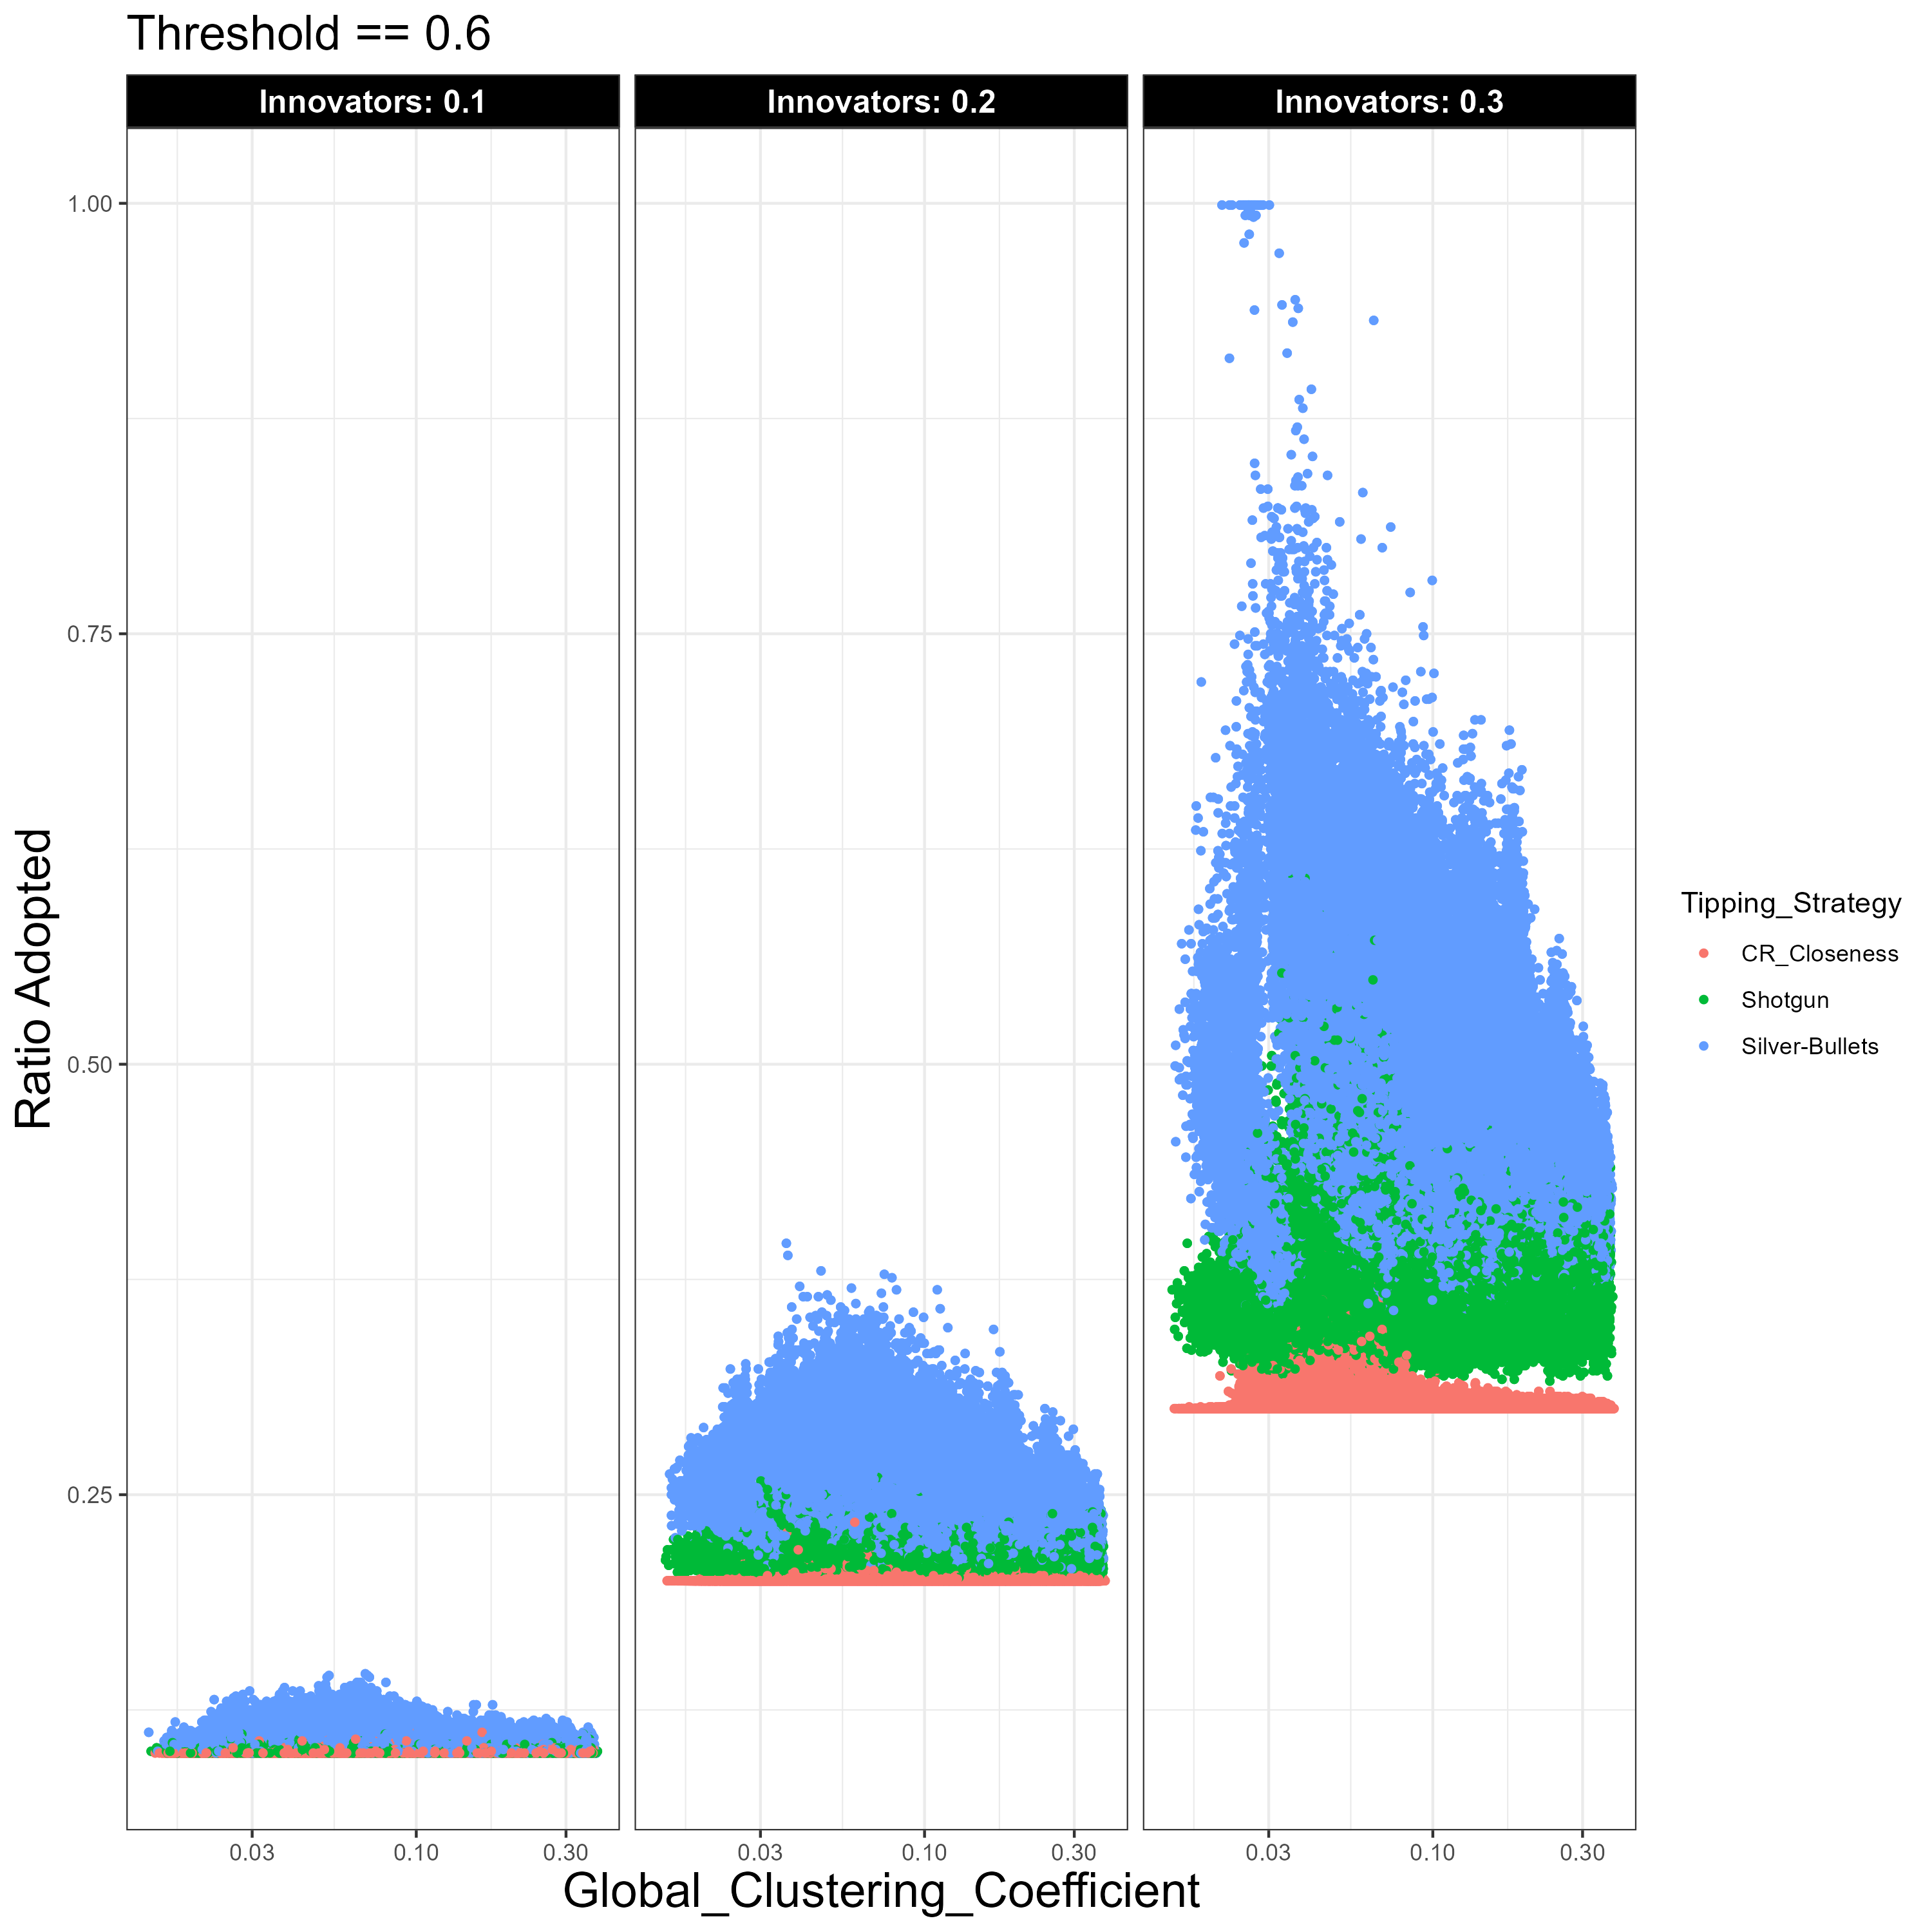 Threshold == 0.6
Innovators: 0.1
Innovators: 0.2
Innovators: 0.3
1.00
0.75
0.50
0.25
Ratio Adopted
0.03 0.10 0.30
0.03 0.10 0.30
0.03 0.10 0.30
Global_Clustering_Coefficient
Tipping_Strategy
CR_Closeness
Shotgun
Silver-Bullets